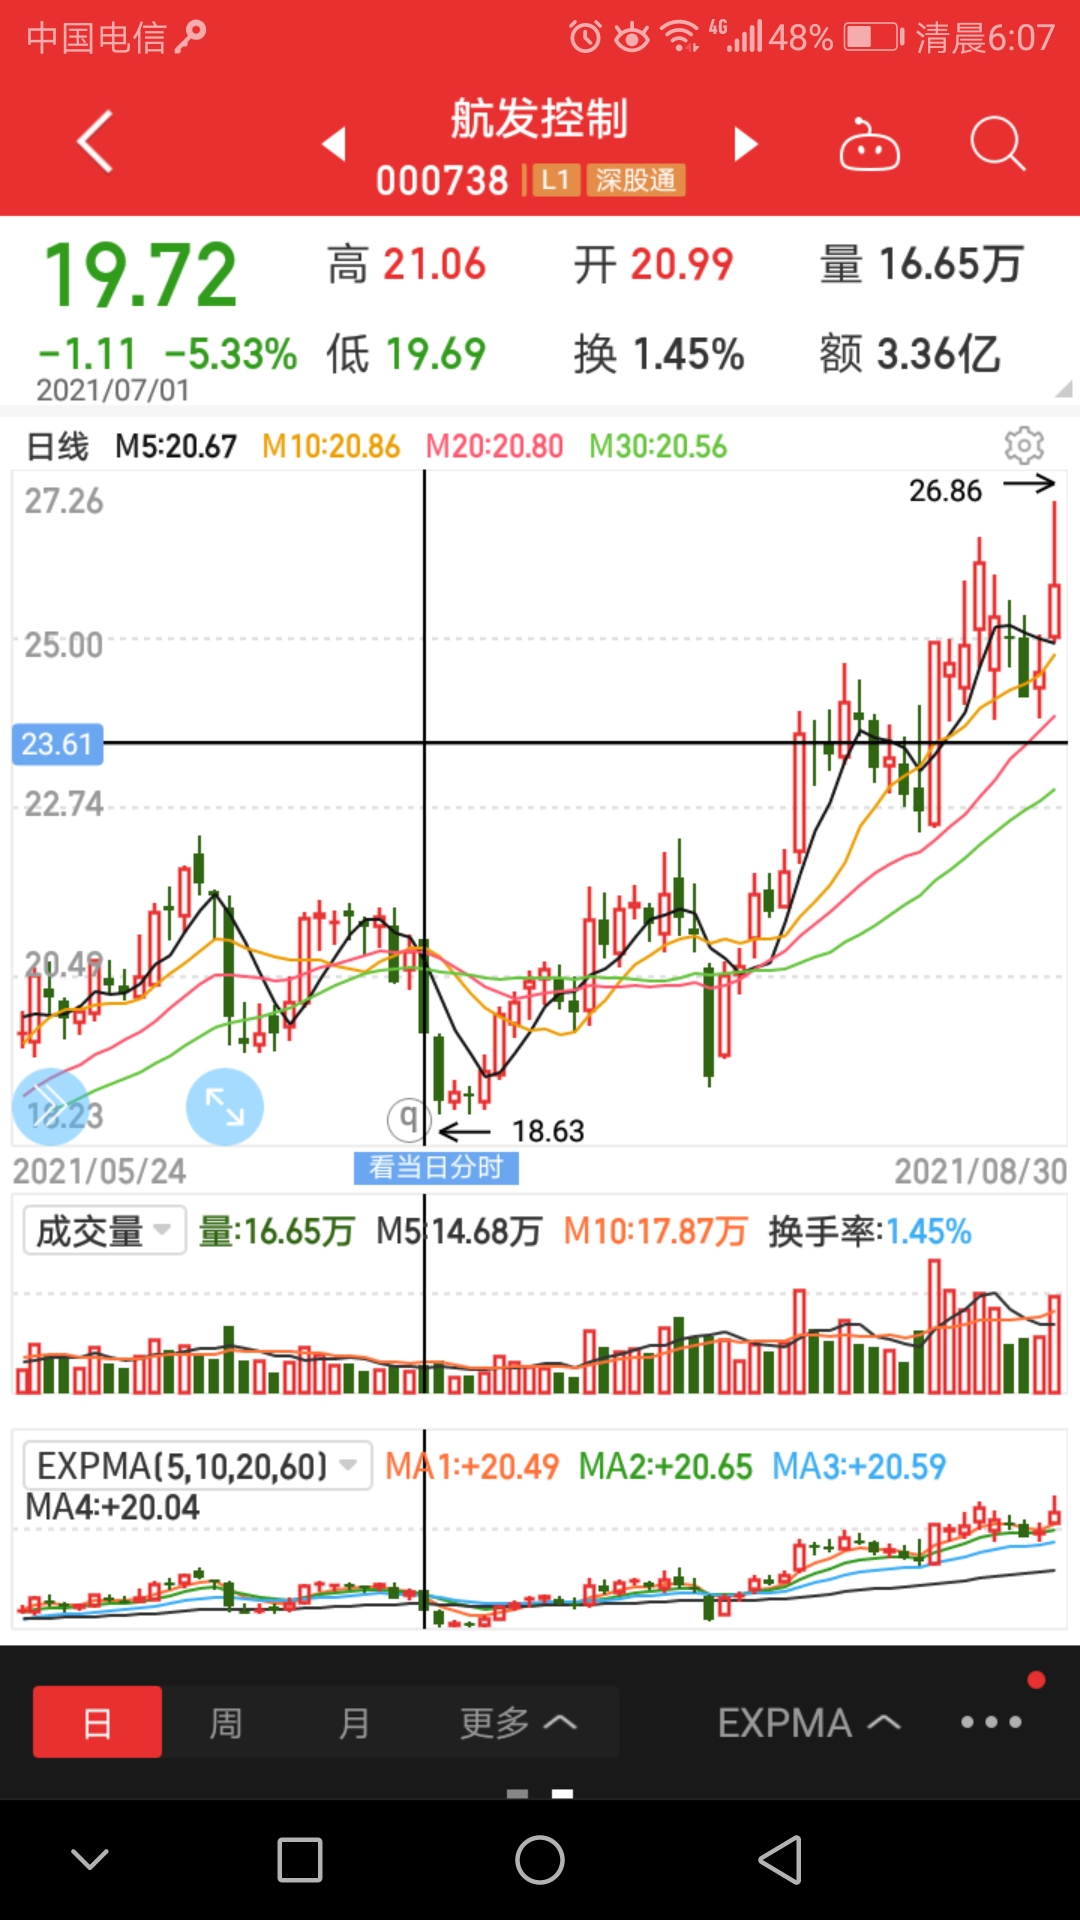 中国电信 4G 48% 清晨6:07
航发控制
000738 L1 深股通
19.72 高 21.06 开 20.99 量 16.65万
-1.11 -5.33% 低 19.69 换 1.45% 额 3.36亿
2021/07/01
日线 M5:20.67 M10:20.86 M20:20.80 M30:20.56
27.26
26.86
25.00
23.61
22.74
20.49
18.23
q
18.63
2021/05/24 看当日分时 2021/08/30
成交量 量:16.65万 M5:14.68万 M10:17.87万 换手率:1.45%
EXPMA(5,10,20,60) MA1:+20.49 MA2:+20.65 MA3:+20.59
MA4:+20.04
日 周 月 更多 EXPMA